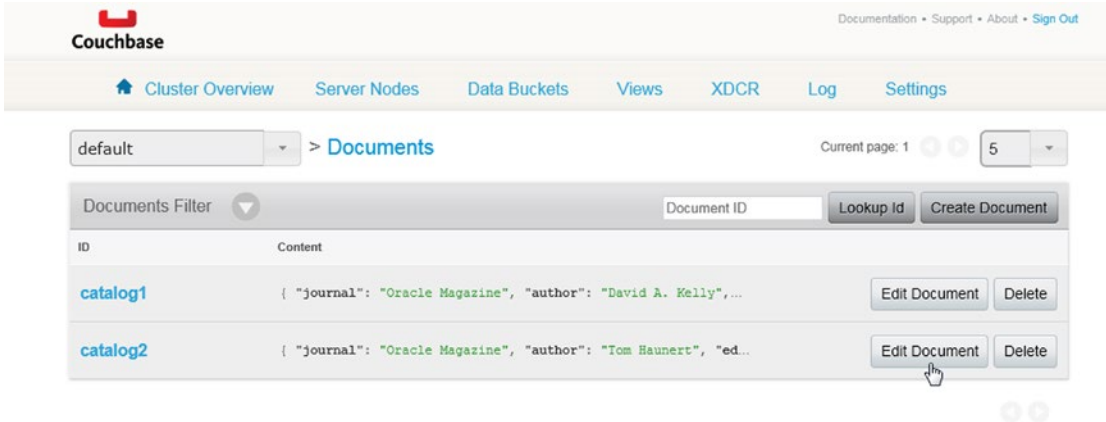 Couchbase
Documentation • Support • About • Sign Out
Cluster Overview Server Nodes Data Buckets Views XDCR Log Settings
default > Documents Current page: 1 5
Documents Filter Document ID Lookup Id Create Document
ID Content
catalog1 { "journal": "Oracle Magazine", "author": "David A. Kelly",... Edit Document Delete
catalog2 { "journal": "Oracle Magazine", "author": "Tom Haunert", "ed... Edit Document Delete